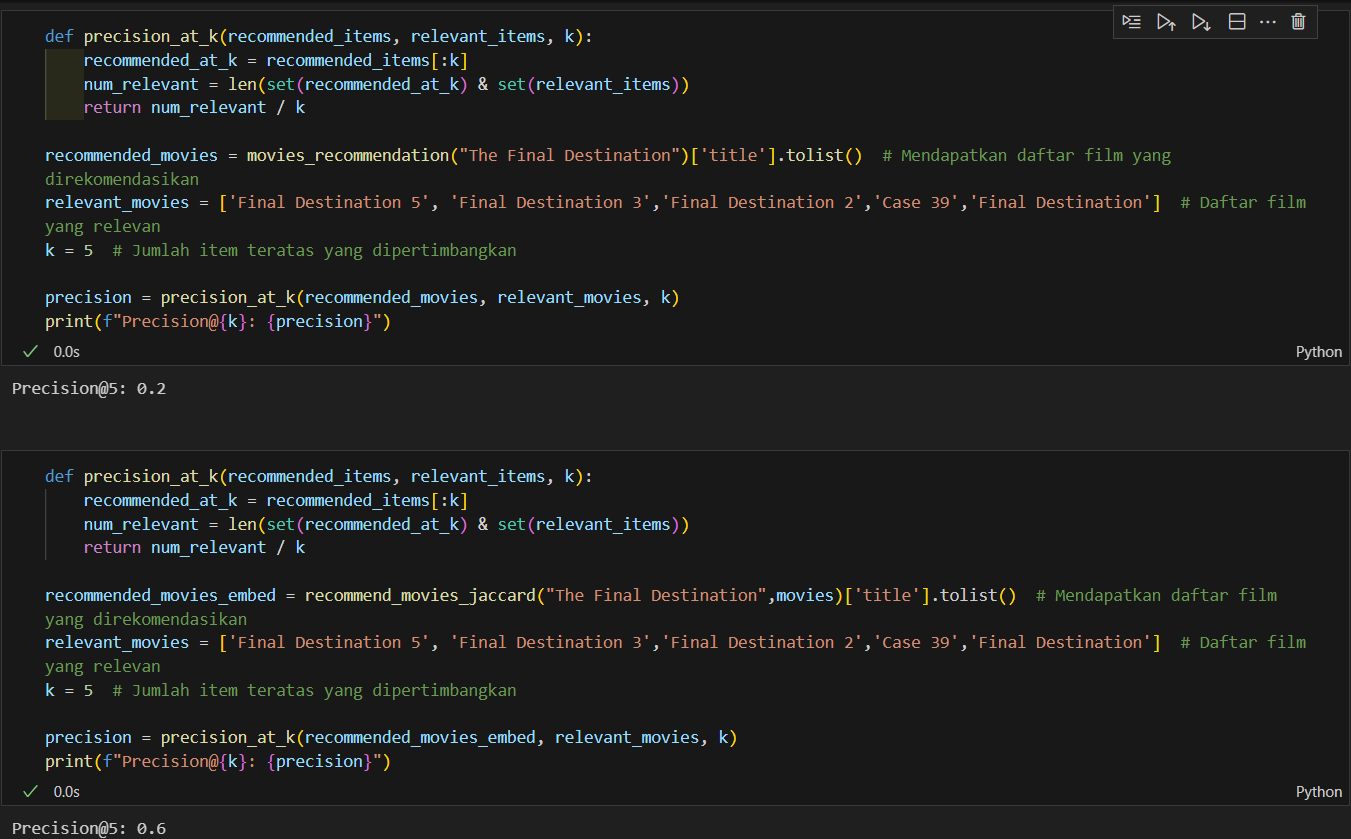 def precision_at_k(recommended_items, relevant_items, k):
    recommended_at_k = recommended_items[:k]
    num_relevant = len(set(recommended_at_k) & set(relevant_items))
    return num_relevant / k
recommended_movies = movies_recommendation("The Final Destination")['title'].tolist()  # Mendapatkan daftar film yang
direkomendasikan
relevant_movies = ['Final Destination 5', 'Final Destination 3','Final Destination 2','Case 39','Final Destination']  # Daftar film
yang relevan
k = 5  # Jumlah item teratas yang dipertimbangkan
precision = precision_at_k(recommended_movies, relevant_movies, k)
print(f"Precision@{k}: {precision}")
0.0s
Python
Precision@5: 0.2
def precision_at_k(recommended_items, relevant_items, k):
    recommended_at_k = recommended_items[:k]
    num_relevant = len(set(recommended_at_k) & set(relevant_items))
    return num_relevant / k
recommended_movies_embed = recommend_movies_jaccard("The Final Destination",movies)['title'].tolist()  # Mendapatkan daftar film
yang direkomendasikan
relevant_movies = ['Final Destination 5', 'Final Destination 3','Final Destination 2','Case 39','Final Destination']  # Daftar film
yang relevan
k = 5  # Jumlah item teratas yang dipertimbangkan
precision = precision_at_k(recommended_movies_embed, relevant_movies, k)
print(f"Precision@{k}: {precision}")
0.0s
Python
Precision@5: 0.6